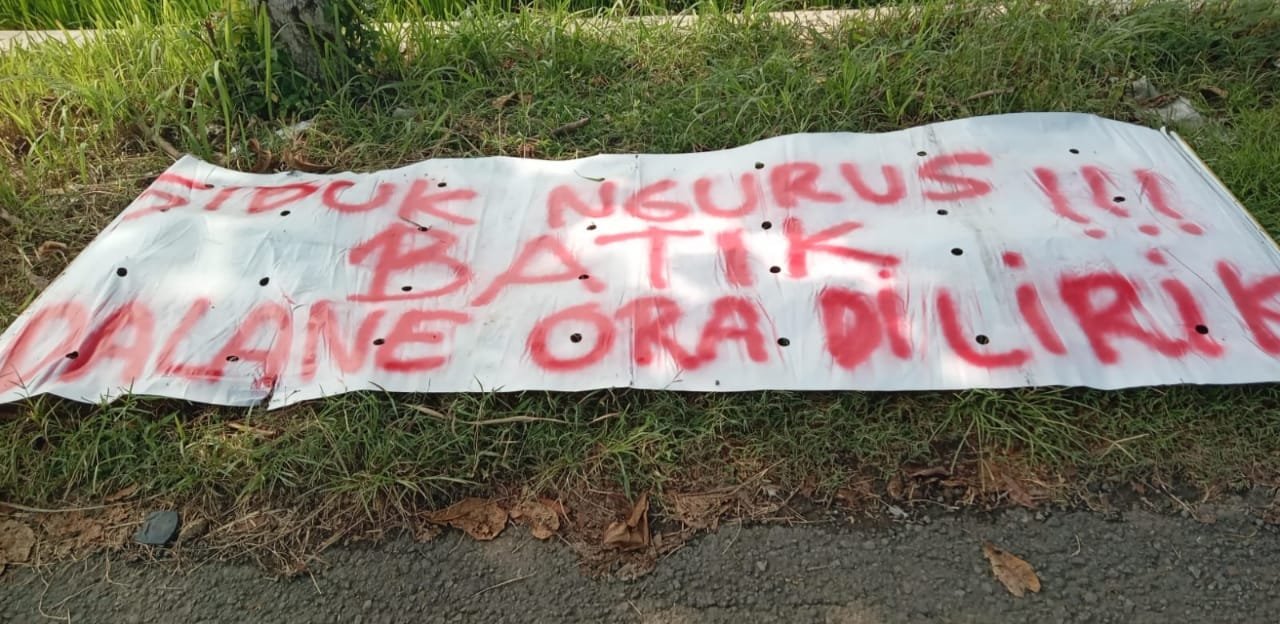 SIBUK NGURUS !!!
BATIK
DALANE ORA DILIRIK